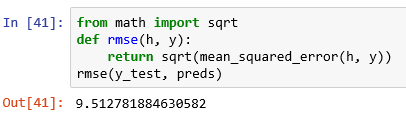 In [41]: from math import sqrt
def rmse(h, y):
    return sqrt(mean_squared_error(h, y))
rmse(y_test, preds)
Out[41]: 9.512781884630582